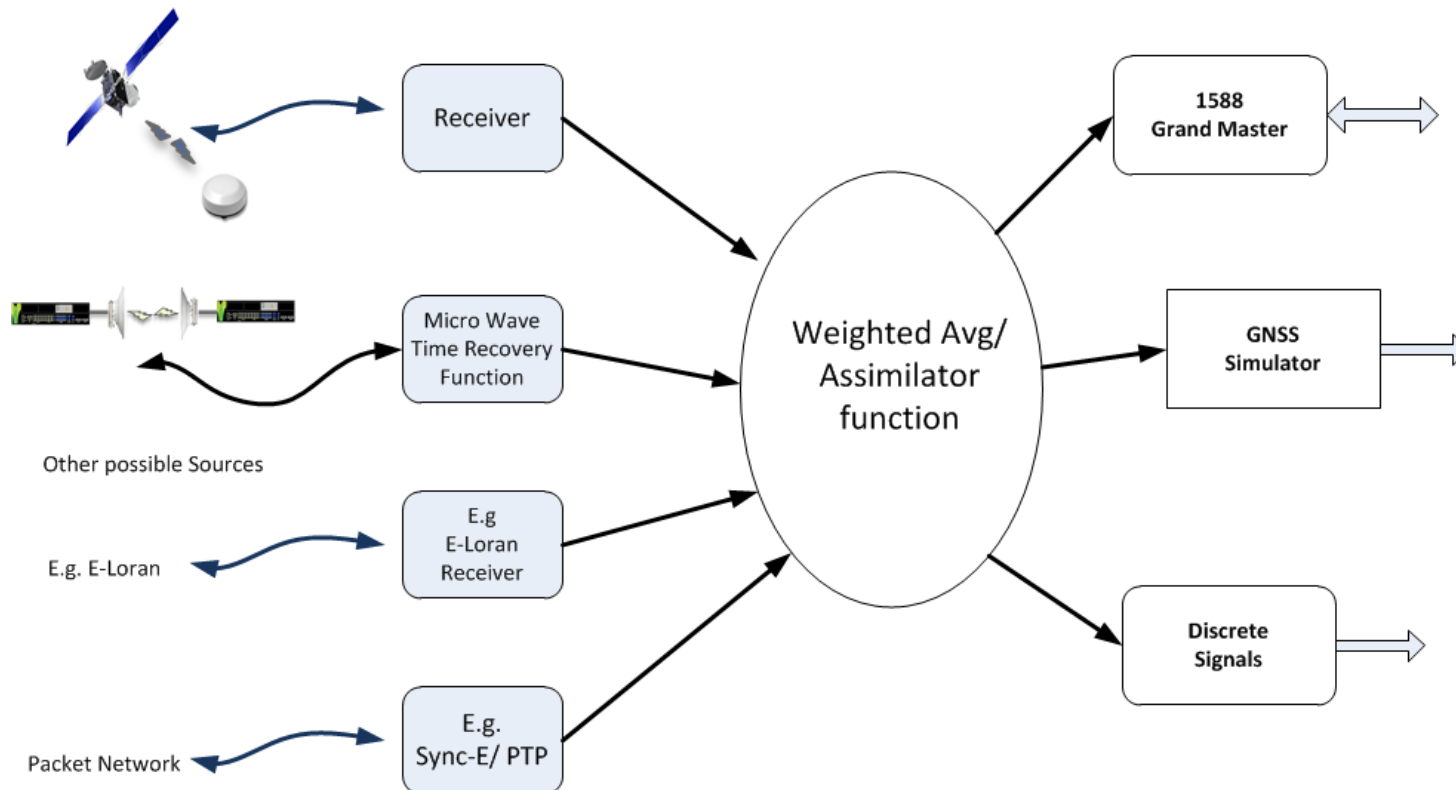 Receiver
1588
Grand Master
Micro Wave
Time Recovery
Function
Weighted Avg/
Assimilator
function
GNSS
Simulator
Other possible Sources
E.g. E-Loran
E.g
E-Loran
Receiver
Discrete
Signals
Packet Network
E.g.
Sync-E/ PTP